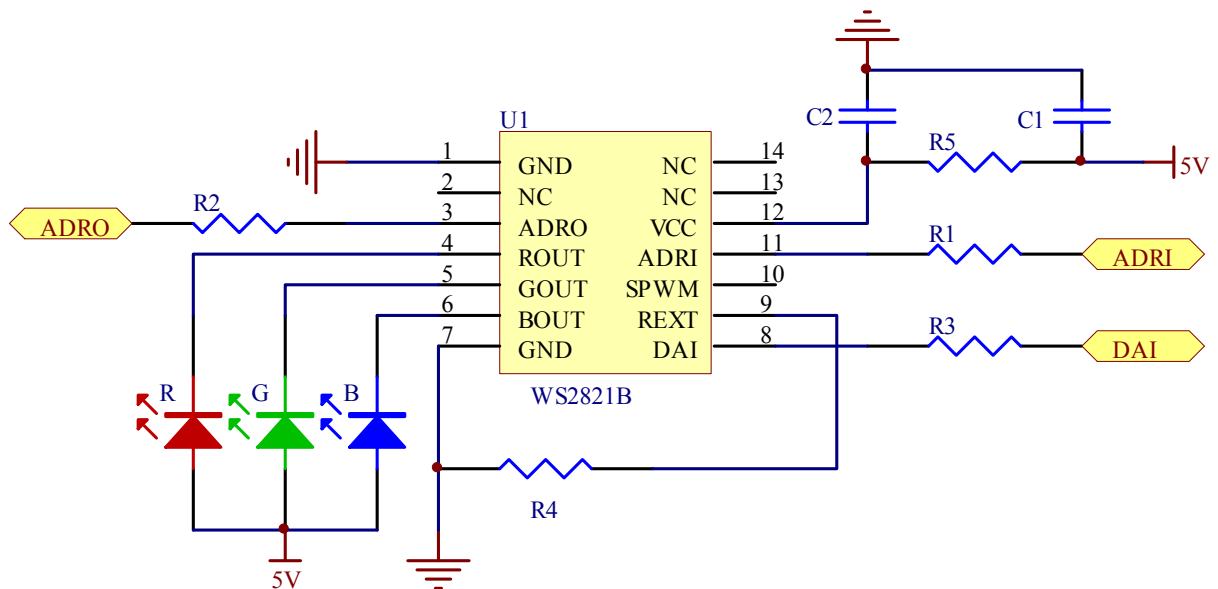 C2
C1
U1
R5
5V
1 GND NC 14
2 NC NC 13
R2
ADRO
3 ADRO VCC 12
4 ROUT ADRI 11
R1
ADRI
5 GOUT SPWM 10
6 BOUT REXT 9
7 GND DAI 8
R3
DAI
WS2821B
R G B
R4
5V